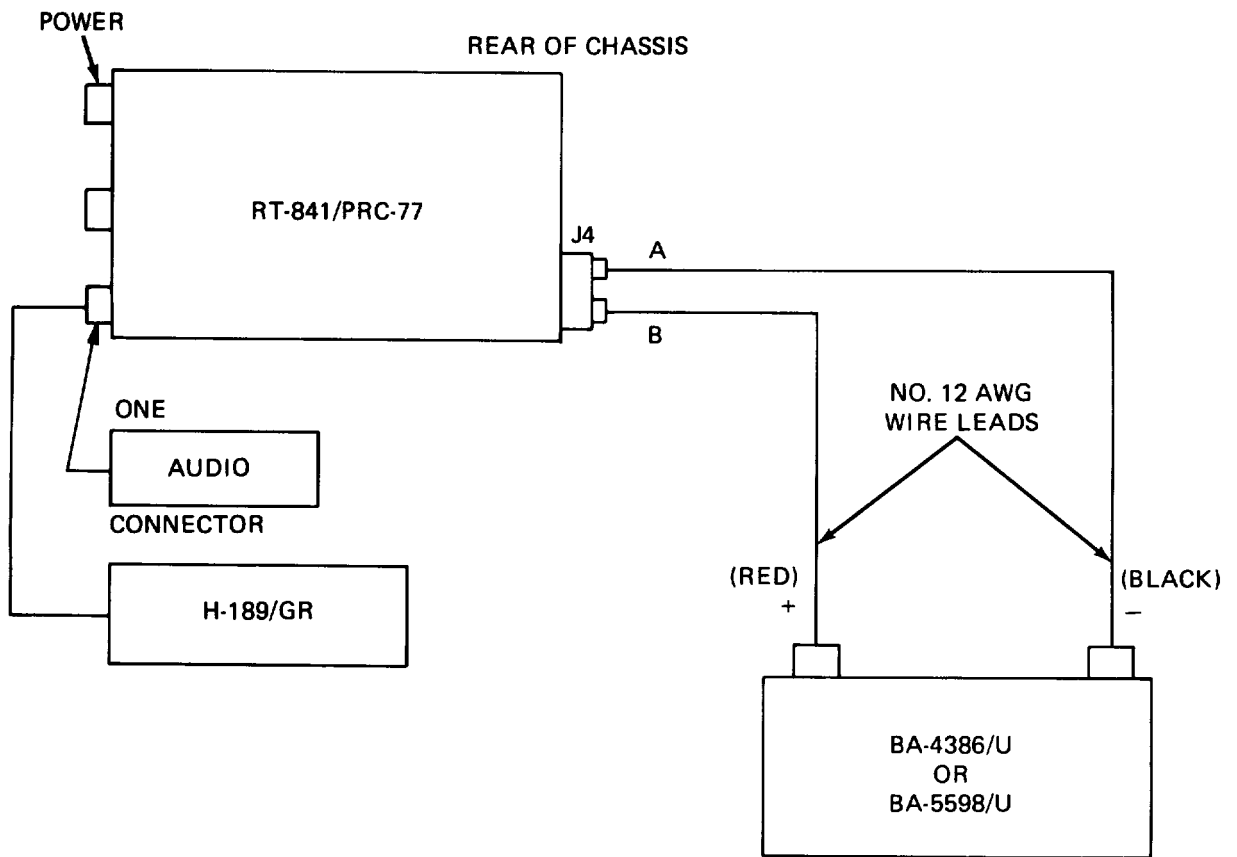 POWER
REAR OF CHASSIS
RT-841/PRC-77
J4
A
B
NO. 12 AWG
WIRE LEADS
ONE
AUDIO
CONNECTOR
H-189/GR
(RED)
+
(BLACK)
−
BA-4386/U
OR
BA-5598/U